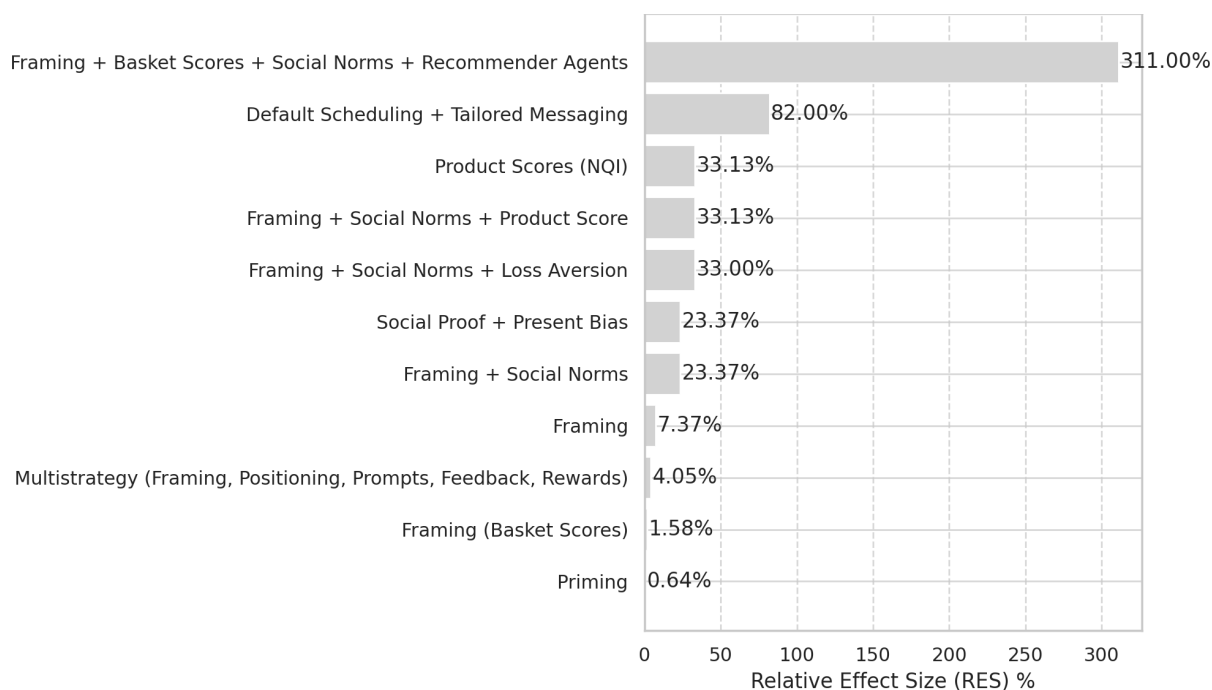 Framing + Basket Scores + Social Norms + Recommender Agents 311.00%
Default Scheduling + Tailored Messaging 82.00%
Product Scores (NQI) 33.13%
Framing + Social Norms + Product Score 33.13%
Framing + Social Norms + Loss Aversion 33.00%
Social Proof + Present Bias 23.37%
Framing + Social Norms 23.37%
Framing 7.37%
Multistrategy (Framing, Positioning, Prompts, Feedback, Rewards) 4.05%
Framing (Basket Scores) 1.58%
Priming 0.64%
0 50 100 150 200 250 300
Relative Effect Size (RES) %